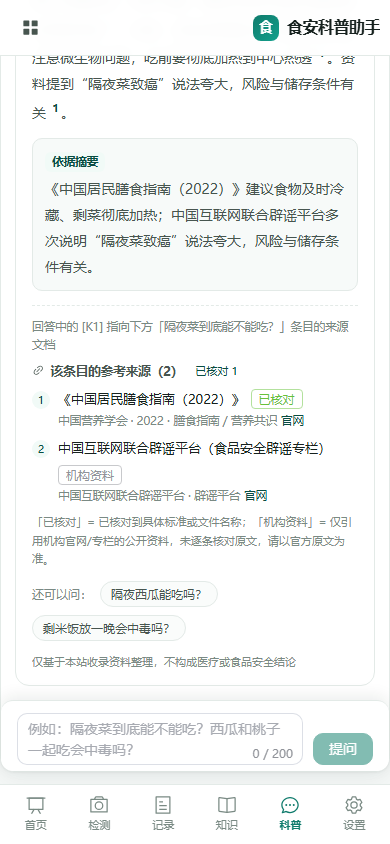 食 食安科普助手
注意微生物问题，吃前要彻底加热到中心熟透 1。资
料提到“隔夜菜致癌”说法夸大，风险与储存条件有
关 1。
依据摘要
《中国居民膳食指南（2022）》建议食物及时冷
藏、剩菜彻底加热；中国互联网联合辟谣平台多
次说明“隔夜菜致癌”说法夸大，风险与储存条
件有关。
回答中的 [K1] 指向下方「隔夜菜到底能不能吃？」条目的来源
文档
该条目的参考来源（2） 已核对 1
1 《中国居民膳食指南（2022）》 已核对
中国营养学会 · 2022 · 膳食指南 / 营养共识 官网
2 中国互联网联合辟谣平台（食品安全辟谣专栏）
机构资料
中国互联网联合辟谣平台 · 辟谣平台 官网
「已核对」= 已核对到具体标准或文件名称；「机构资料」= 仅引
用机构官网/专栏的公开资料，未逐条核对原文，请以官方原文为
准。
还可以问： 隔夜西瓜能吃吗？
剩米饭放一晚会中毒吗？
仅基于本站收录资料整理，不构成医疗或食品安全结论
例如：隔夜菜到底能不能吃？西瓜和桃子
一起吃会中毒吗？
0 / 200
提问
首页 检测 记录 知识 科普 设置